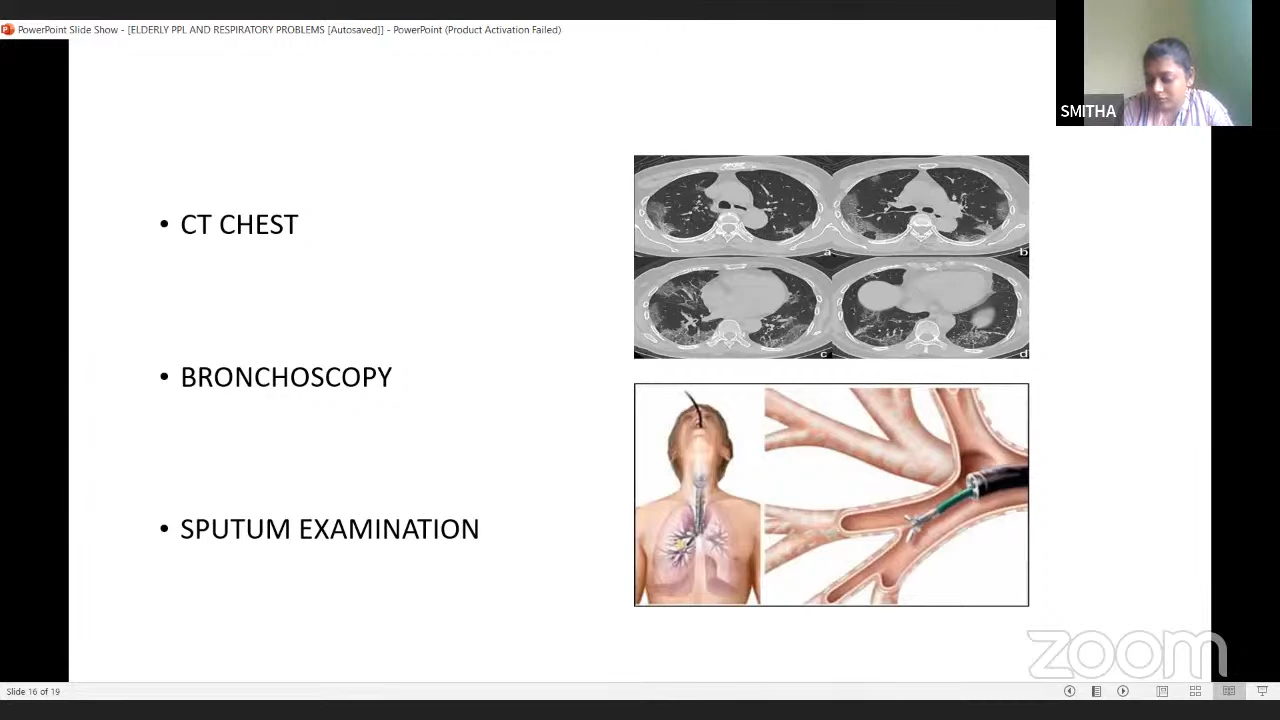 PowerPoint Slide Show - [ELDERLY PPL AND RESPIRATORY PROBLEMS [Autosaved]] - PowerPoint (Product Activation Failed)
SMITHA
• CT CHEST
a
b
c
d
• BRONCHOSCOPY
• SPUTUM EXAMINATION
zoom
Slide 16 of 19